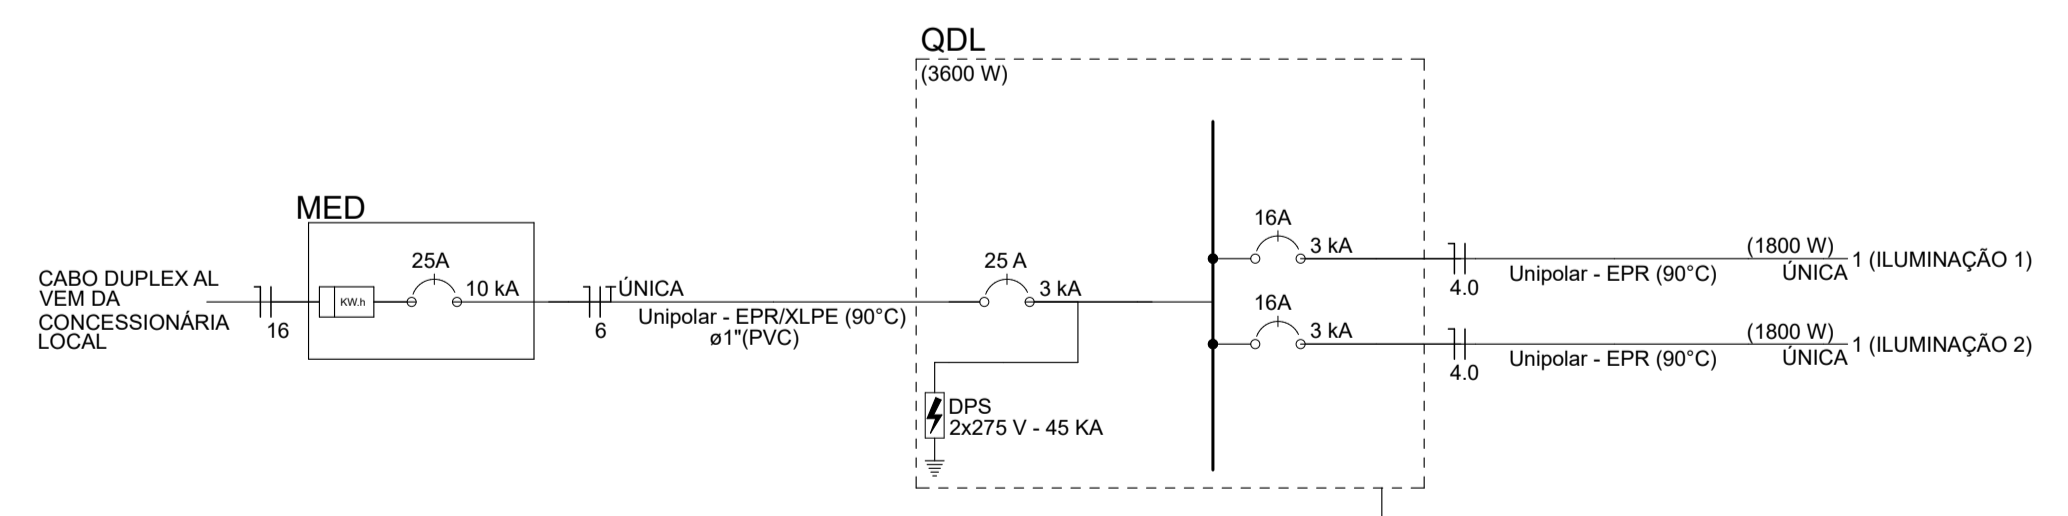 QDL
(3600 W)
MED
CABO DUPLEX AL
VEM DA
CONCESSIONÁRIA
LOCAL
16
KW.h
25A
10 kA
ÚNICA
6
Unipolar - EPR/XLPE (90°C)
ø1"(PVC)
25 A
3 kA
DPS
2x275 V - 45 KA
16A
3 kA
4.0
Unipolar - EPR (90°C)
(1800 W)
ÚNICA
1 (ILUMINAÇÃO 1)
16A
3 kA
4.0
Unipolar - EPR (90°C)
(1800 W)
ÚNICA
1 (ILUMINAÇÃO 2)